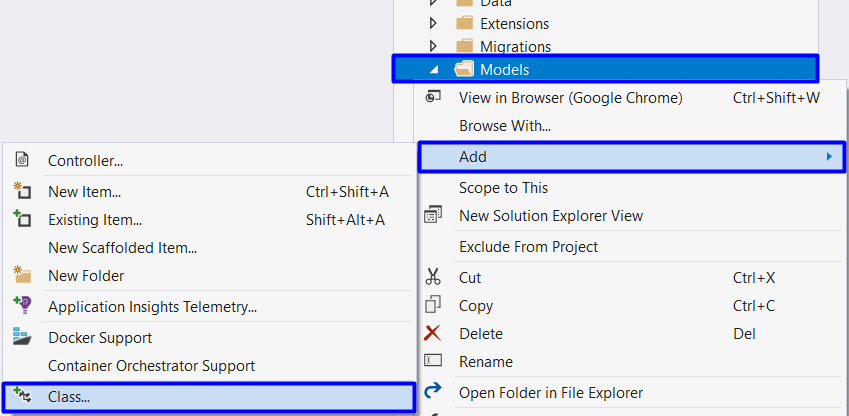 Data
Extensions
Migrations
Models
View in Browser (Google Chrome) Ctrl+Shift+W
Browse With...
Add
Scope to This
New Solution Explorer View
Exclude From Project
Cut Ctrl+X
Copy Ctrl+C
Delete Del
Rename
Open Folder in File Explorer
Controller...
New Item... Ctrl+Shift+A
Existing Item... Shift+Alt+A
New Scaffolded Item...
New Folder
Application Insights Telemetry...
Docker Support
Container Orchestrator Support
Class...